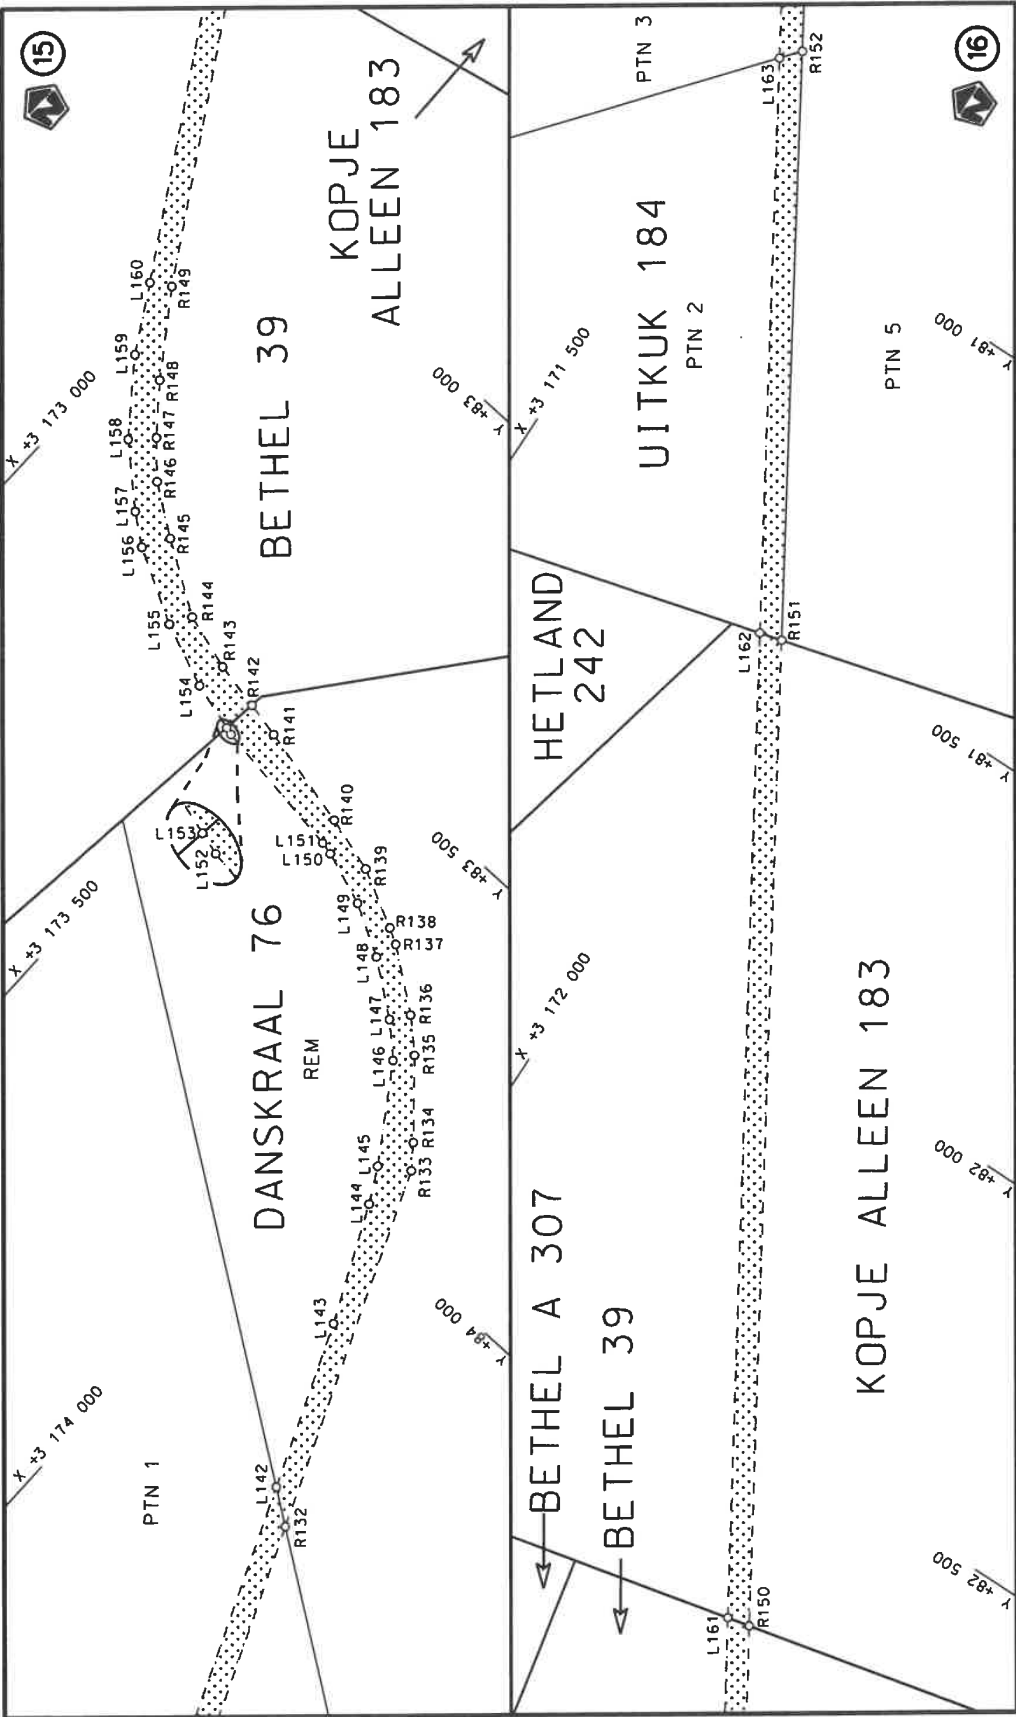 15
N
X +3 174 000
X +3 173 500
X +3 173 000
PTN 1
L142
R132
L143
L144
L145
R133
R134
L146
R135
L147
R136
L148
R137
R138
L149
R139
L150
L151
R140
L152
L153
R141
R142
L154
R143
L155
R144
L156
R145
L157
R146
L158
R147
R148
L159
L160
R149
DANSKRAAL 76
REM
BETHEL 39
KOPJE
ALLEEN 183
Y +84 000
Y +83 500
Y +83 000
16
N
BETHEL A 307
BETHEL 39
HETLAND
242
X +3 172 000
X +3 171 500
UITKUK 184
PTN 2
PTN 3
PTN 5
L161
R150
L162
R151
L163
R152
KOPJE ALLEEN 183
Y +82 500
Y +82 000
Y +81 500
Y +81 000